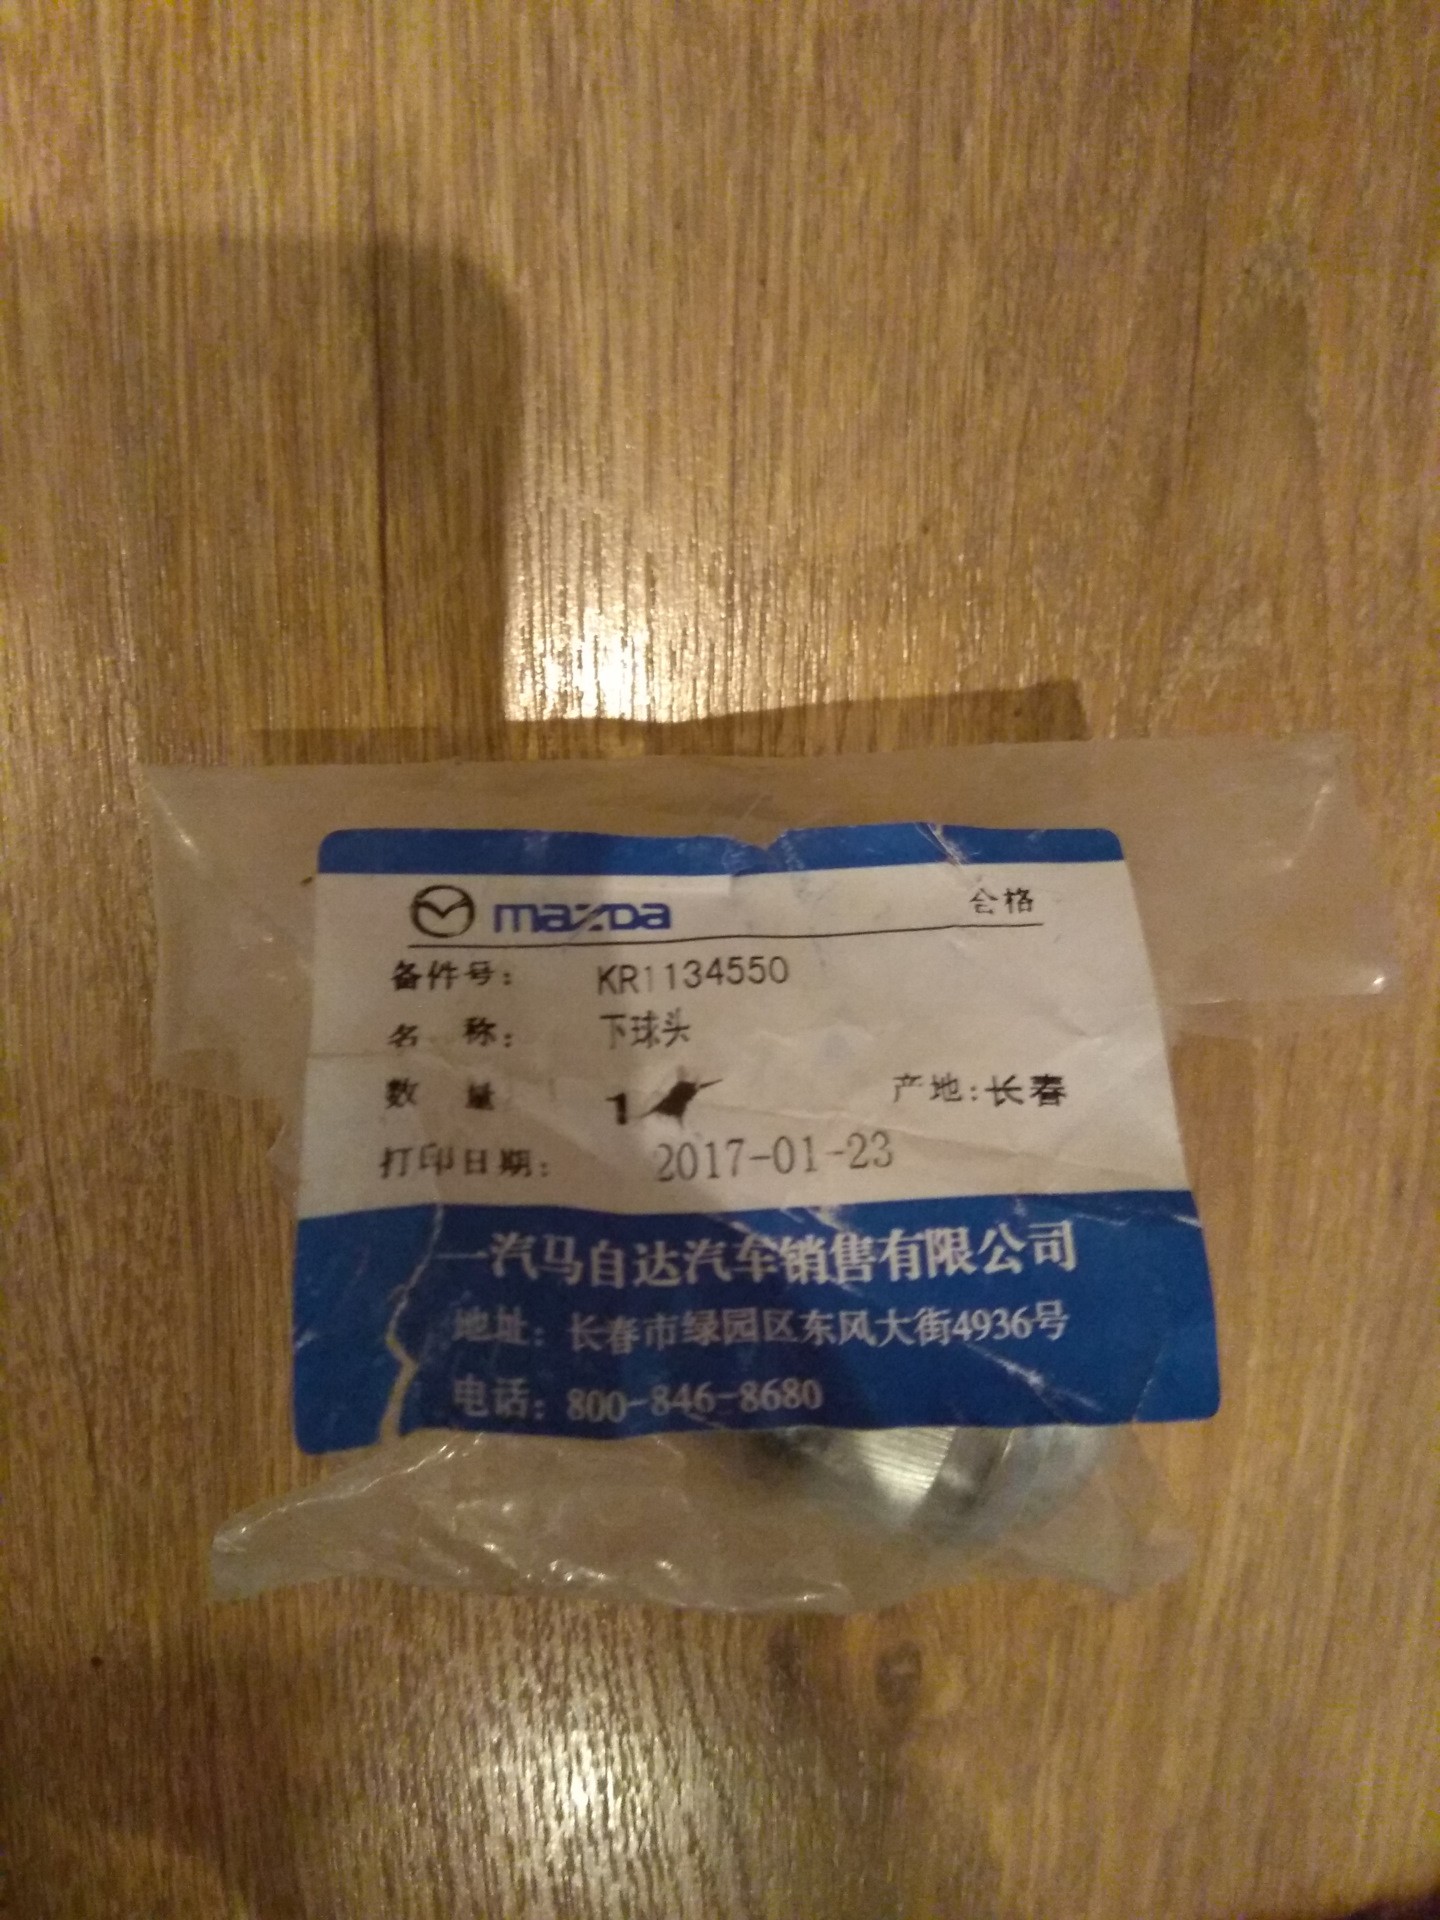 mazda 合格
备件号: KR1134550
名 称: 下球头
数 量 1 产地:长春
打印日期: 2017-01-23
一汽马自达汽车销售有限公司
地址: 长春市绿园区东风大街4936号
电话: 800-846-8680